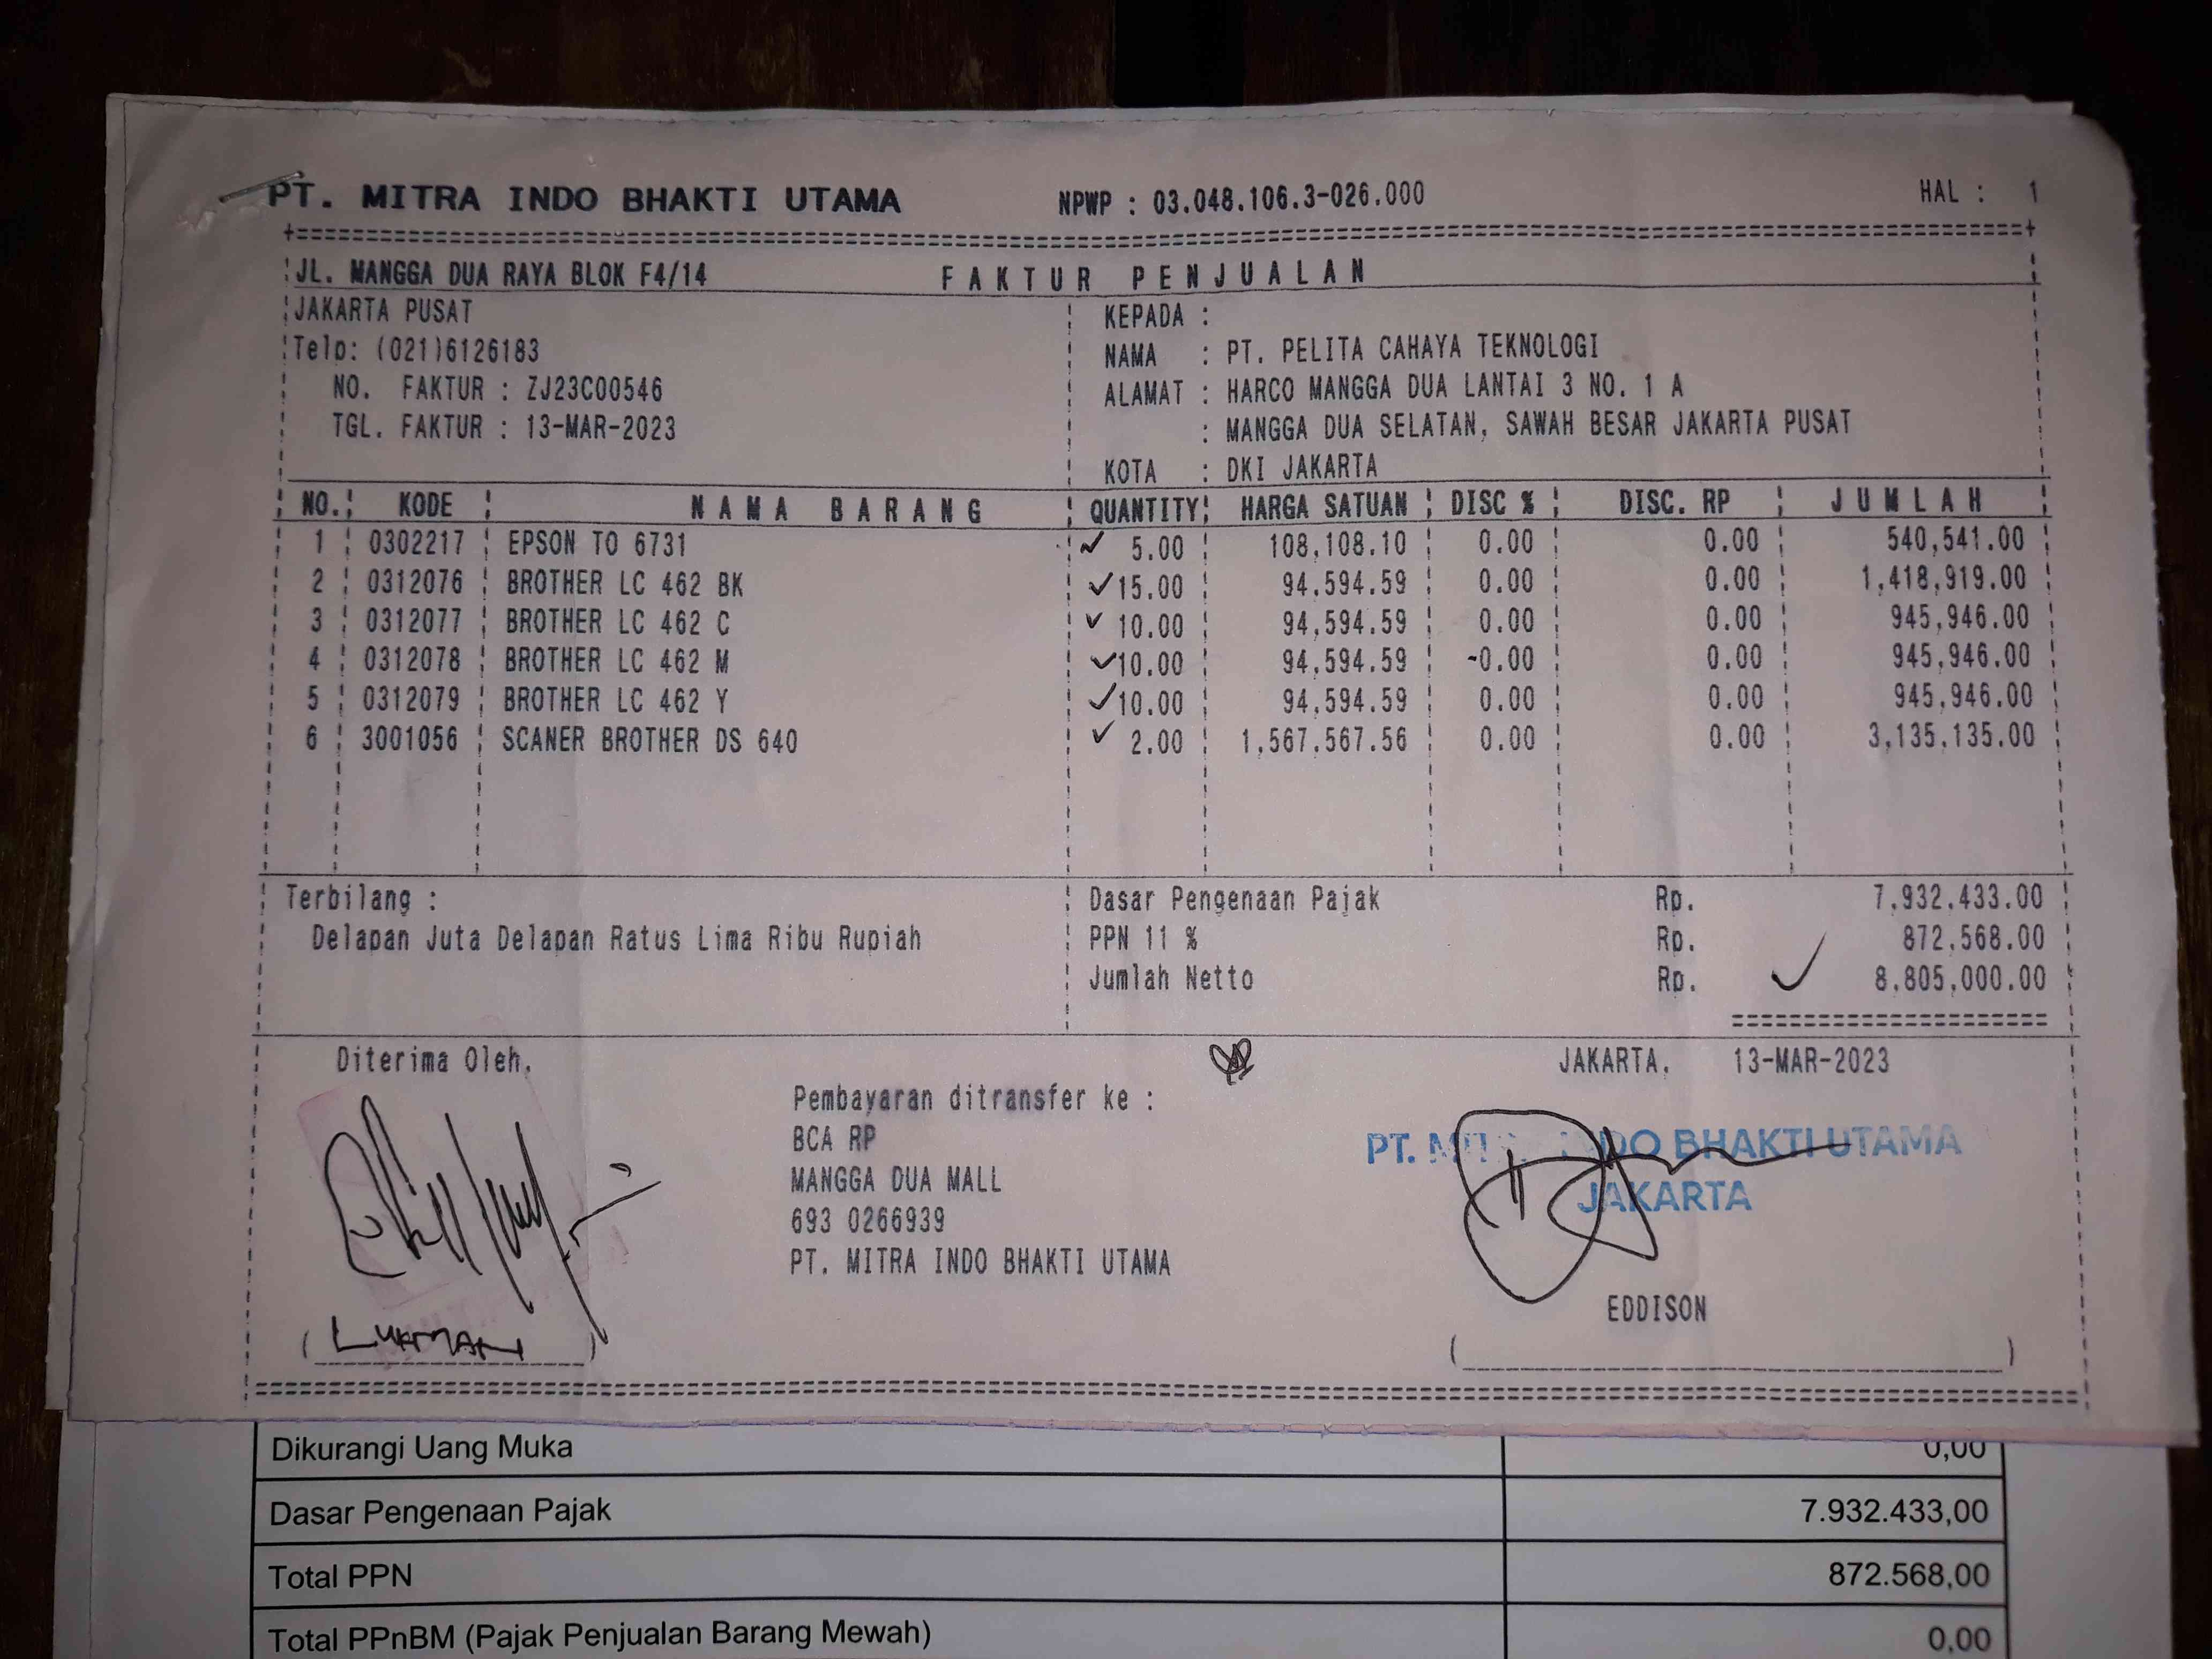 PT. MITRA INDO BHAKTI UTAMA NPWP : 03.048.106.3-026.000 HAL : 1
JL. MANGGA DUA RAYA BLOK F4/14 FAKTUR PENJUALAN
JAKARTA PUSAT
Telp: (021)6126183
NO. FAKTUR : ZJ23C00546
TGL. FAKTUR : 13-MAR-2023
KEPADA :
NAMA : PT. PELITA CAHAYA TEKNOLOGI
ALAMAT : HARCO MANGGA DUA LANTAI 3 NO. 1 A
: MANGGA DUA SELATAN, SAWAH BESAR JAKARTA PUSAT
KOTA : DKI JAKARTA
NO. KODE NAMA BARANG QUANTITY HARGA SATUAN DISC % DISC. RP JUMLAH
1 0302217 EPSON TO 6731 5.00 108,108.10 0.00 0.00 540,541.00
2 0312076 BROTHER LC 462 BK 15.00 94,594.59 0.00 0.00 1,418,919.00
3 0312077 BROTHER LC 462 C 10.00 94,594.59 0.00 0.00 945,946.00
4 0312078 BROTHER LC 462 M 10.00 94,594.59 -0.00 0.00 945,946.00
5 0312079 BROTHER LC 462 Y 10.00 94,594.59 0.00 0.00 945,946.00
6 3001056 SCANER BROTHER DS 640 2.00 1,567,567.56 0.00 0.00 3,135,135.00
Terbilang :
Delapan Juta Delapan Ratus Lima Ribu Rupiah
Dasar Pengenaan Pajak Rp. 7,932,433.00
PPN 11 % Rp. 872,568.00
Jumlah Netto Rp. 8,805,000.00
Diterima Oleh,
(LUKMAN)
Pembayaran ditransfer ke :
BCA RP
MANGGA DUA MALL
693 0266939
PT. MITRA INDO BHAKTI UTAMA
JAKARTA, 13-MAR-2023
PT. MITRA INDO BHAKTI UTAMA
JAKARTA
EDDISON
Dikurangi Uang Muka 0,00
Dasar Pengenaan Pajak 7.932.433,00
Total PPN 872.568,00
Total PPnBM (Pajak Penjualan Barang Mewah) 0,00